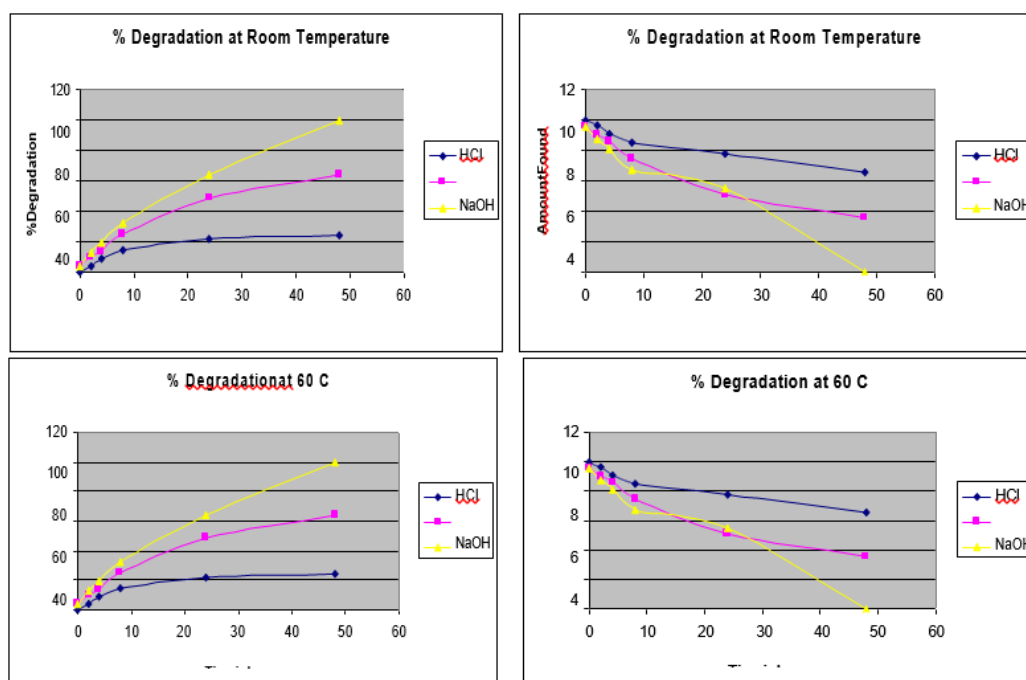 % Degradation at Room Temperature
%Degradation
120
100
80
60
40
0 10 20 30 40 50 60
HCl
NaOH
% Degradation at Room Temperature
AmountFound
12
10
8
6
4
0 10 20 30 40 50 60
HCl
NaOH
% Degradationat 60 C
120
100
80
60
40
0 10 20 30 40 50 60
HCl
NaOH
% Degradation at 60 C
12
10
8
6
4
0 10 20 30 40 50 60
HCl
NaOH